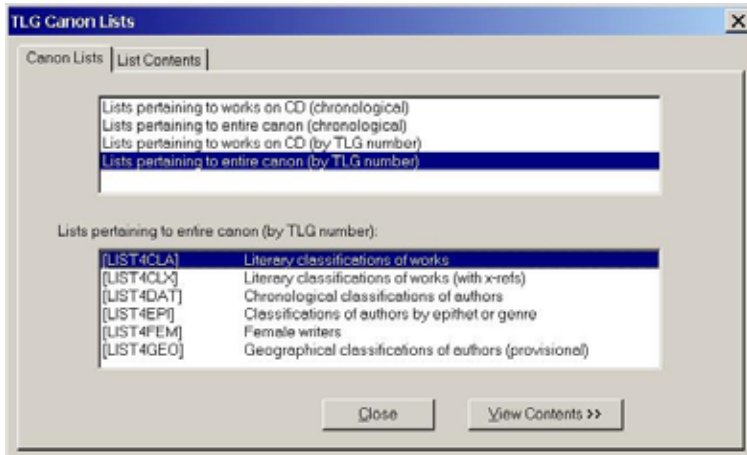 TLG Canon Lists
Canon Lists List Contents
Lists pertaining to works on CD (chronological)
Lists pertaining to entire canon (chronological)
Lists pertaining to works on CD (by TLG number)
Lists pertaining to entire canon (by TLG number)
Lists pertaining to entire canon (by TLG number):
[LIST4CLA] Literary classifications of works
[LIST4CLX] Literary classifications of works (with x-refs)
[LIST4DAT] Chronological classifications of authors
[LIST4EPI] Classifications of authors by epithet or genre
[LIST4FEM] Female writers
[LIST4GEO] Geographical classifications of authors (provisional)
Close View Contents >>